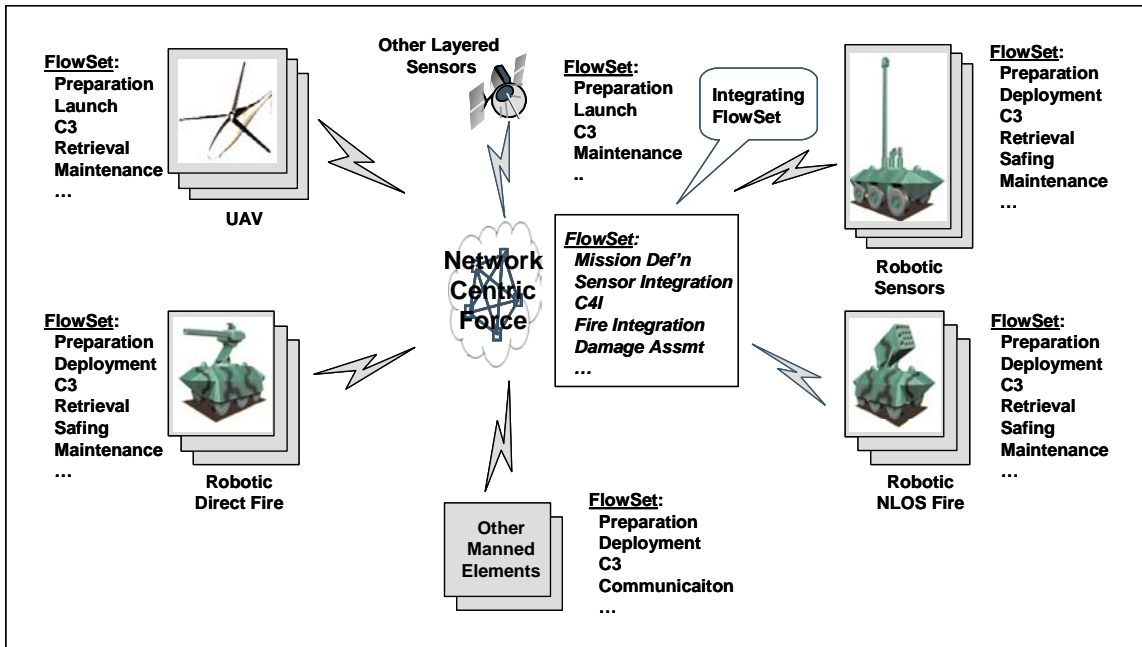 FlowSet:
Preparation
Launch
C3
Retrieval
Maintenance
…
UAV
Other Layered
Sensors
FlowSet:
Preparation
Launch
C3
Maintenance
..
Integrating
FlowSet
FlowSet:
Preparation
Deployment
C3
Retrieval
Safing
Maintenance
…
Robotic
Sensors
Network
Centric
Force
FlowSet:
Mission Def’n
Sensor Integration
C4I
Fire Integration
Damage Assmt
…
FlowSet:
Preparation
Deployment
C3
Retrieval
Safing
Maintenance
…
Robotic
Direct Fire
FlowSet:
Preparation
Deployment
C3
Retrieval
Safing
Maintenance
…
Robotic
NLOS Fire
Other
Manned
Elements
FlowSet:
Preparation
Deployment
C3
Communicaiton
…